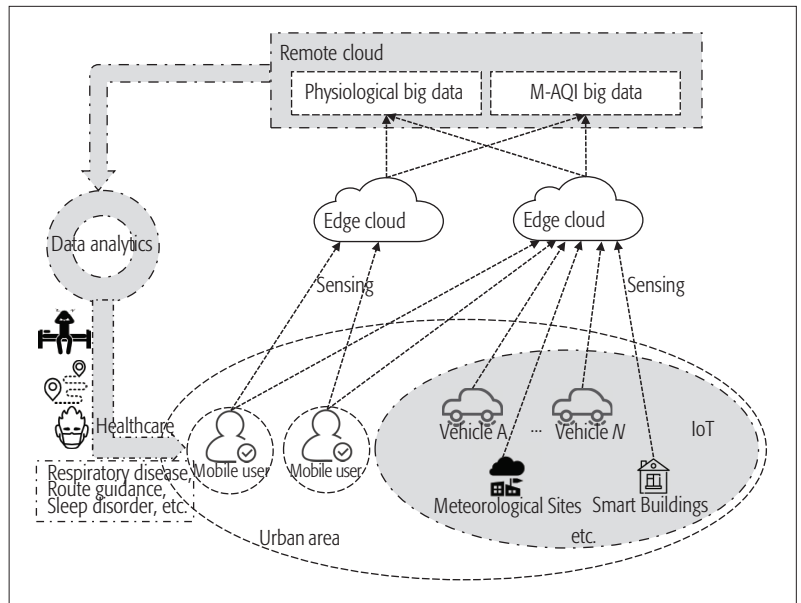 Remote cloud
Physiological big data
M-AQI big data
Edge cloud
Edge cloud
Data analytics
Sensing
Sensing
Healthcare
Vehicle A
...
Vehicle N
IoT
Mobile user
Mobile user
Respiratory disease,
Route guidance,
Sleep disorder, etc.
Meteorological Sites
Smart Buildings
etc.
Urban area